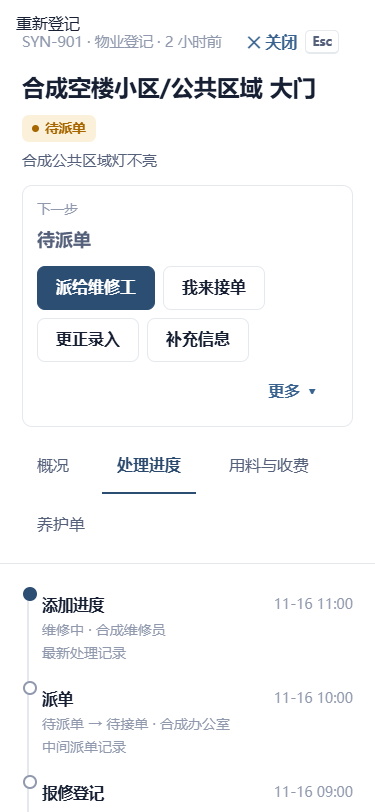 重新登记
SYN-901 · 物业登记 · 2 小时前 × 关闭 Esc
合成空楼小区/公共区域 大门
待派单
合成公共区域灯不亮
下一步
待派单
派给维修工 我来接单
更正录入 补充信息
更多 ▼
概况 处理进度 用料与收费
养护单
添加进度 11-16 11:00
维修中 · 合成维修员
最新处理记录
派单 11-16 10:00
待派单 → 待接单 · 合成办公室
中间派单记录
报修登记 11-16 09:00